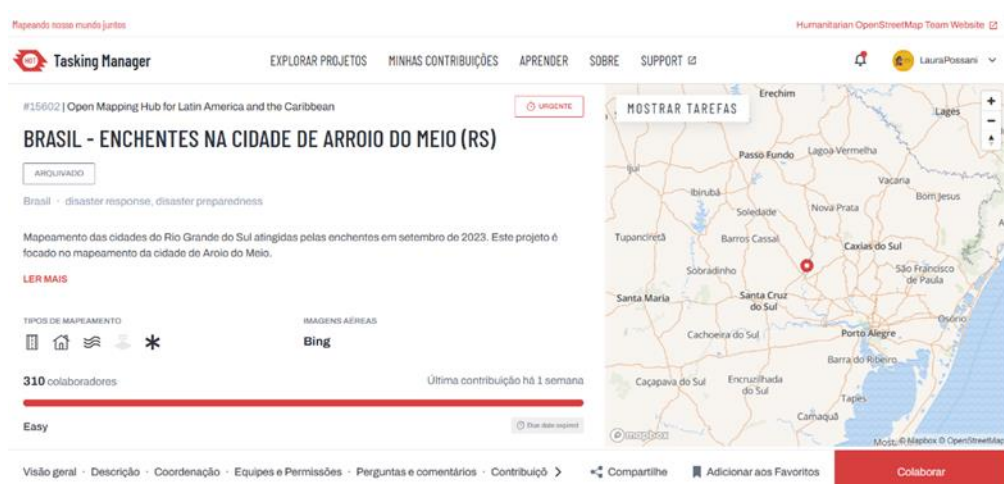 Mapeando nosso mundo juntos
Humanitarian OpenStreetMap Team Website
HOT Tasking Manager
EXPLORAR PROJETOS MINHAS CONTRIBUIÇÕES APRENDER SOBRE SUPPORT
LauraPossani
#15602 | Open Mapping Hub for Latin America and the Caribbean
URGENTE
BRASIL - ENCHENTES NA CIDADE DE ARROIO DO MEIO (RS)
ARQUIVADO
Brasil · disaster response, disaster preparedness
Mapeamento das cidades do Rio Grande do Sul atingidas pelas enchentes em setembro de 2023. Este projeto é
focado no mapeamento da cidade de Aroio do Meio.
LER MAIS
TIPOS DE MAPEAMENTO
IMAGENS AÉREAS
Bing
310 colaboradores
Última contribuição há 1 semana
Easy
Due date expired
MOSTRAR TAREFAS
Erechim
Lages
+
−
Passo Fundo
Lagoa Vermelha
Ijuí
Vacaria
Ibirubá
Bom Jesus
Soledade
Nova Prata
Tupanciretã
Barros Cassal
Caxias do Sul
Sobradinho
São Francisco
de Paula
Santa Maria
Santa Cruz
do Sul
Osório
Cachoeira do Sul
Porto Alegre
Barra do Ribeiro
Caçapava do Sul
Encruzilhada
do Sul
Tapes
Camaquã
mapbox
© Mapbox © OpenStreetMap
Visão geral · Descrição · Coordenação · Equipes e Permissões · Perguntas e comentários · Contribuiçõ
Compartilhe
Adicionar aos Favoritos
Colaborar